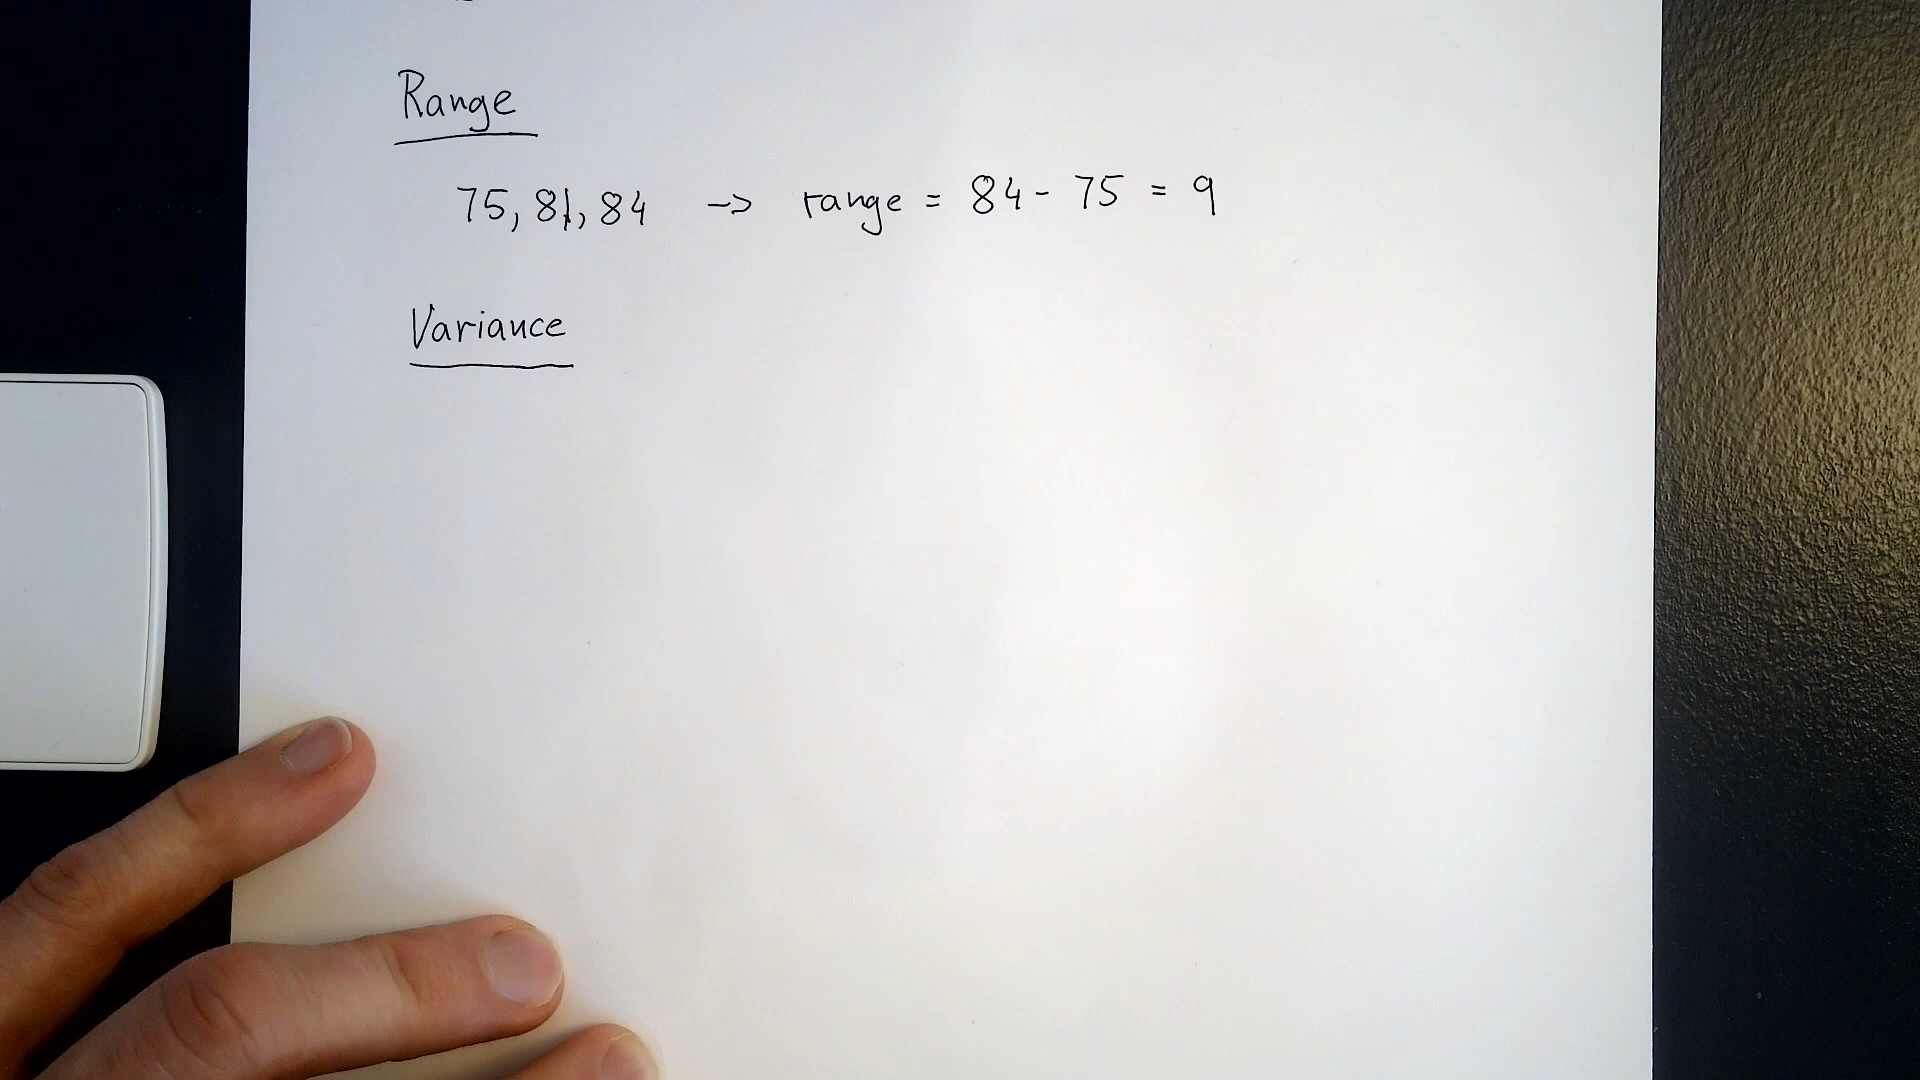 Range
75, 81, 84 -> range = 84 - 75 = 9
Variance